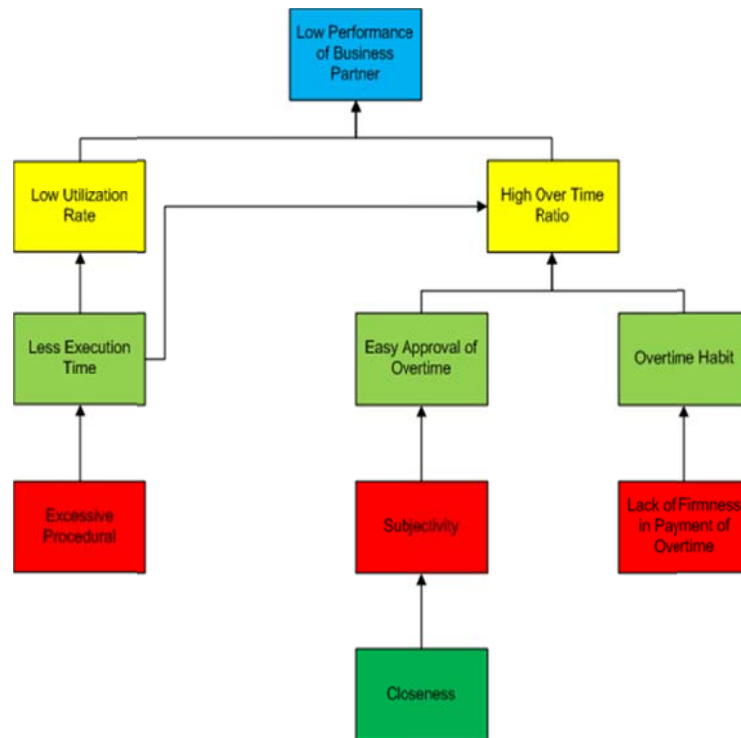 Low Performance
of Business
Partner
Low Utilization
Rate
High Over Time
Ratio
Less Execution
Time
Easy Approval of
Overtime
Overtime Habit
Excessive
Procedural
Subjectivity
Lack of Firmness
in Payment of
Overtime
Closeness